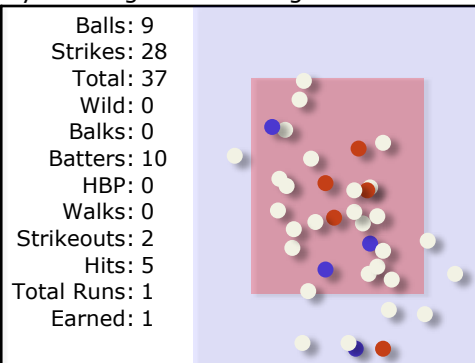 Balls: 9
Strikes: 28
Total: 37
Wild: 0
Balks: 0
Batters: 10
HBP: 0
Walks: 0
Strikeouts: 2
Hits: 5
Total Runs: 1
Earned: 1